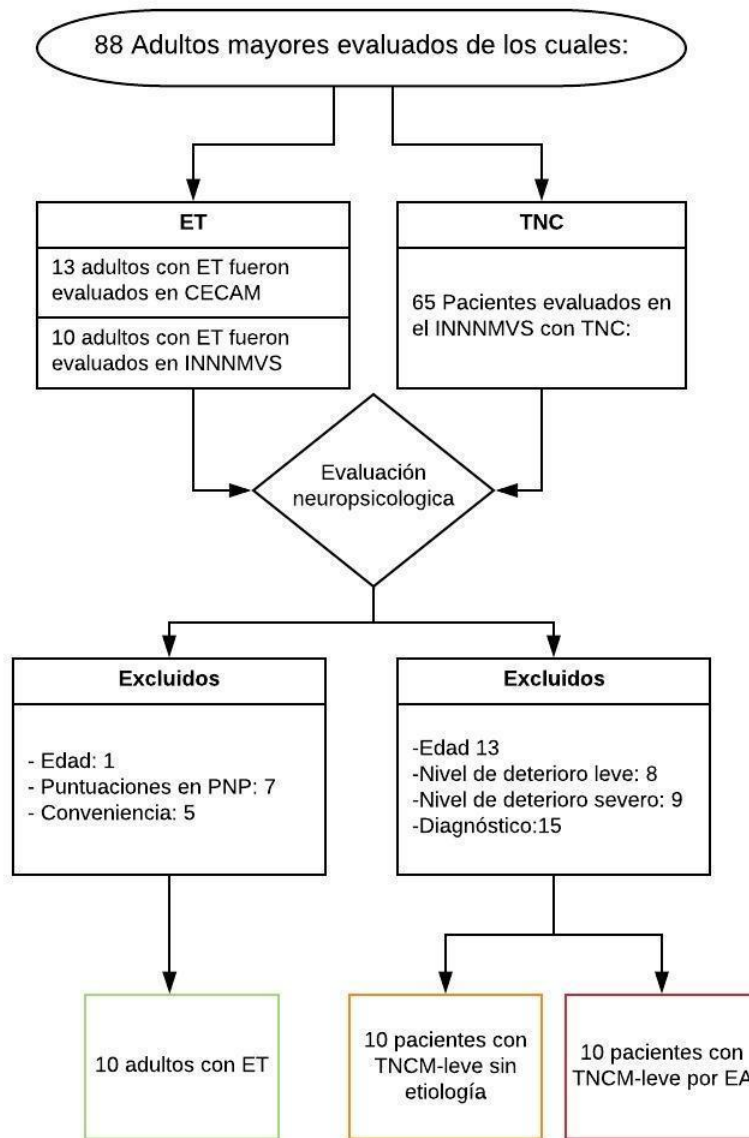 88 Adultos mayores evaluados de los cuales:
ET
13 adultos con ET fueron
evaluados en CECAM
10 adultos con ET fueron
evaluados en INNNMVS
TNC
65 Pacientes evaluados en
el INNNMVS con TNC:
Evaluación
neuropsicologica
Excluidos
- Edad: 1
- Puntuaciones en PNP: 7
- Conveniencia: 5
Excluidos
-Edad 13
-Nivel de deterioro leve: 8
-Nivel de deterioro severo: 9
-Diagnóstico:15
10 adultos con ET
10 pacientes con
TNCM-leve sin
etiología
10 pacientes con
TNCM-leve por EA